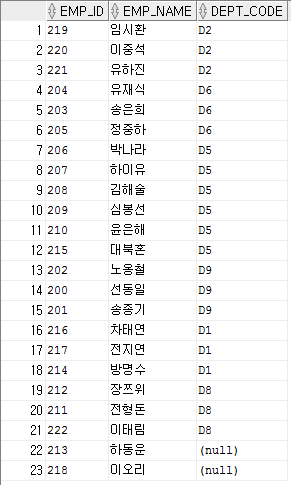 EMP_ID EMP_NAME DEPT_CODE
1 219 임시환 D2
2 220 이중석 D2
3 221 유하진 D2
4 204 유재식 D6
5 203 송은희 D6
6 205 정중하 D6
7 206 박나라 D5
8 207 하이유 D5
9 208 김해술 D5
10 209 심봉선 D5
11 210 윤은해 D5
12 215 대북혼 D5
13 202 노옹철 D9
14 200 선동일 D9
15 201 송종기 D9
16 216 차태연 D1
17 217 전지연 D1
18 214 방명수 D1
19 212 장쯔위 D8
20 211 전형돈 D8
21 222 이태림 D8
22 213 하동운 (null)
23 218 이오리 (null)